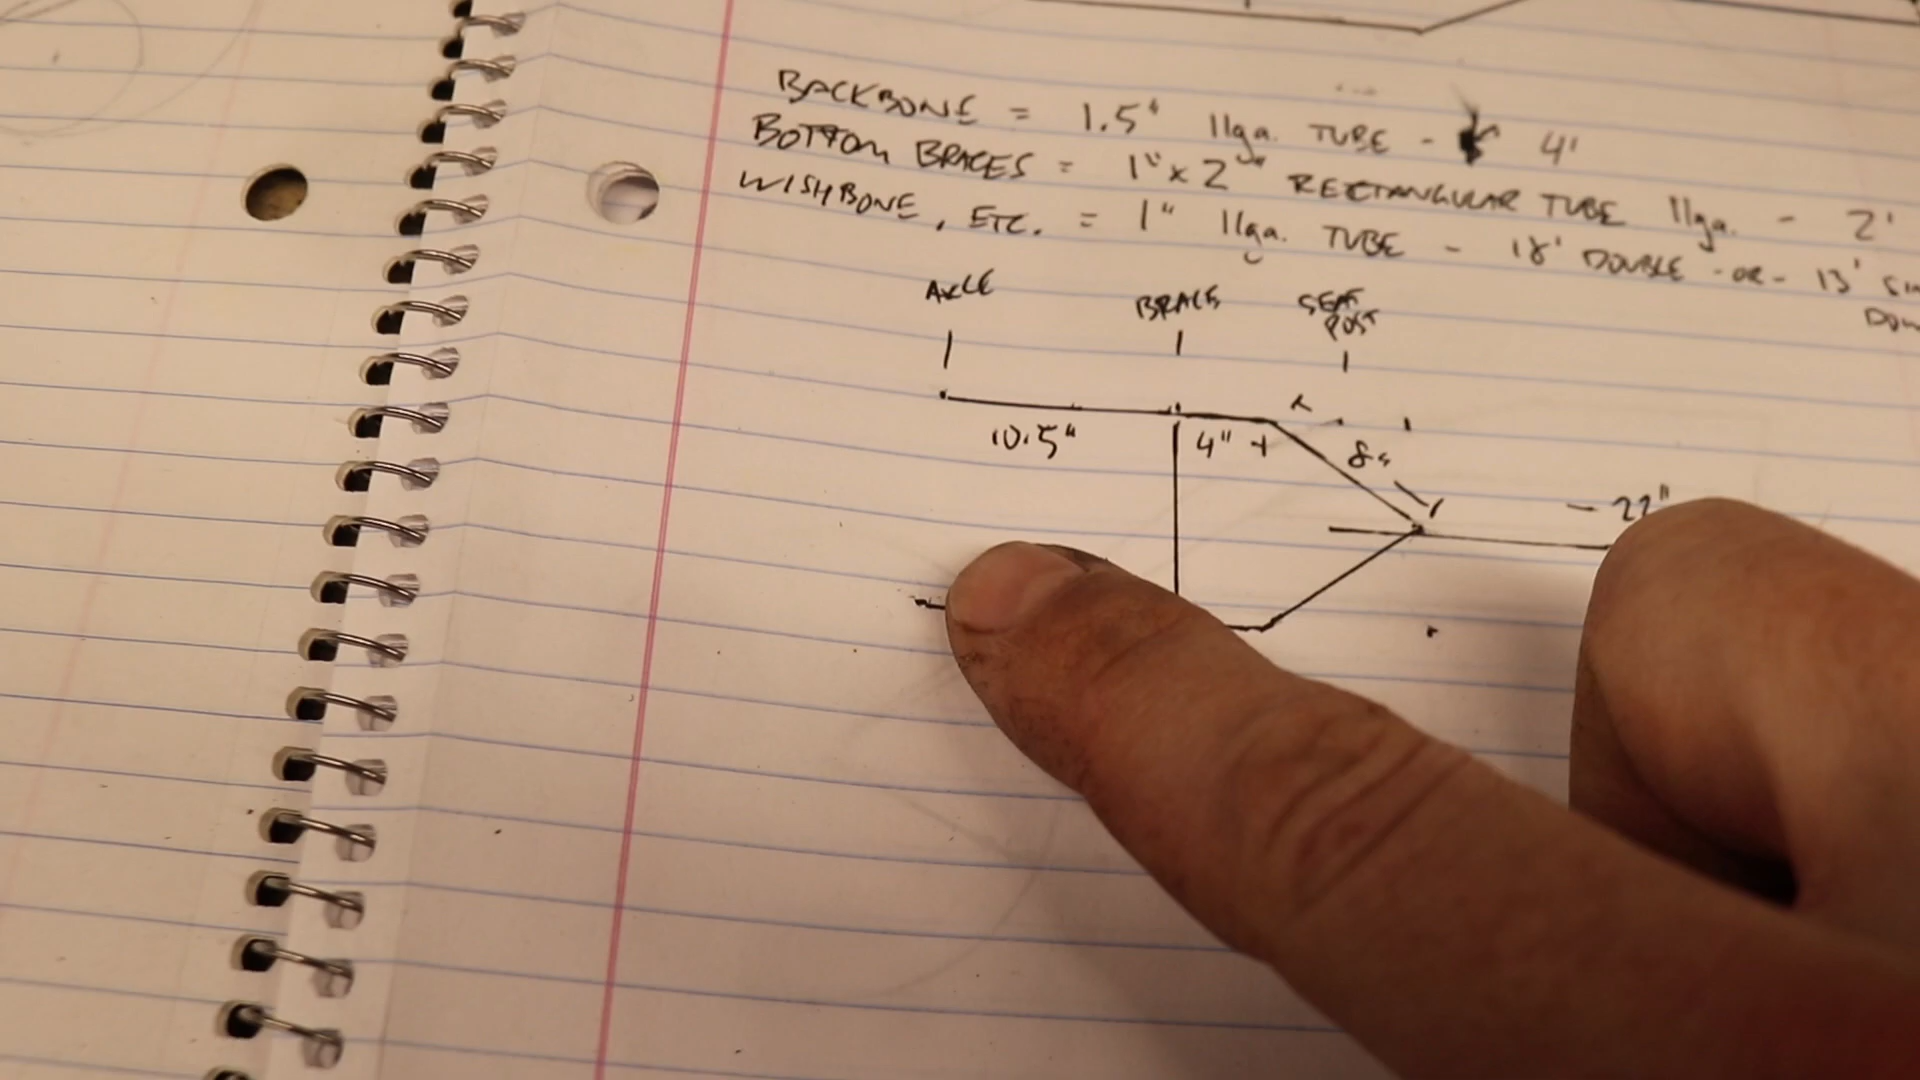 BACKBONE = 1.5" 11ga. TUBE - 4'
BOTTOM BRACES = 1" x 2" RECTANGULAR TUBE 11ga. - 2'
WISHBONE, ETC. = 1" 11ga. TUBE - 18' DOUBLE -OR- 13'
AXLE BRACE SEAT POST
10.5" 4" + 8"
- 22"